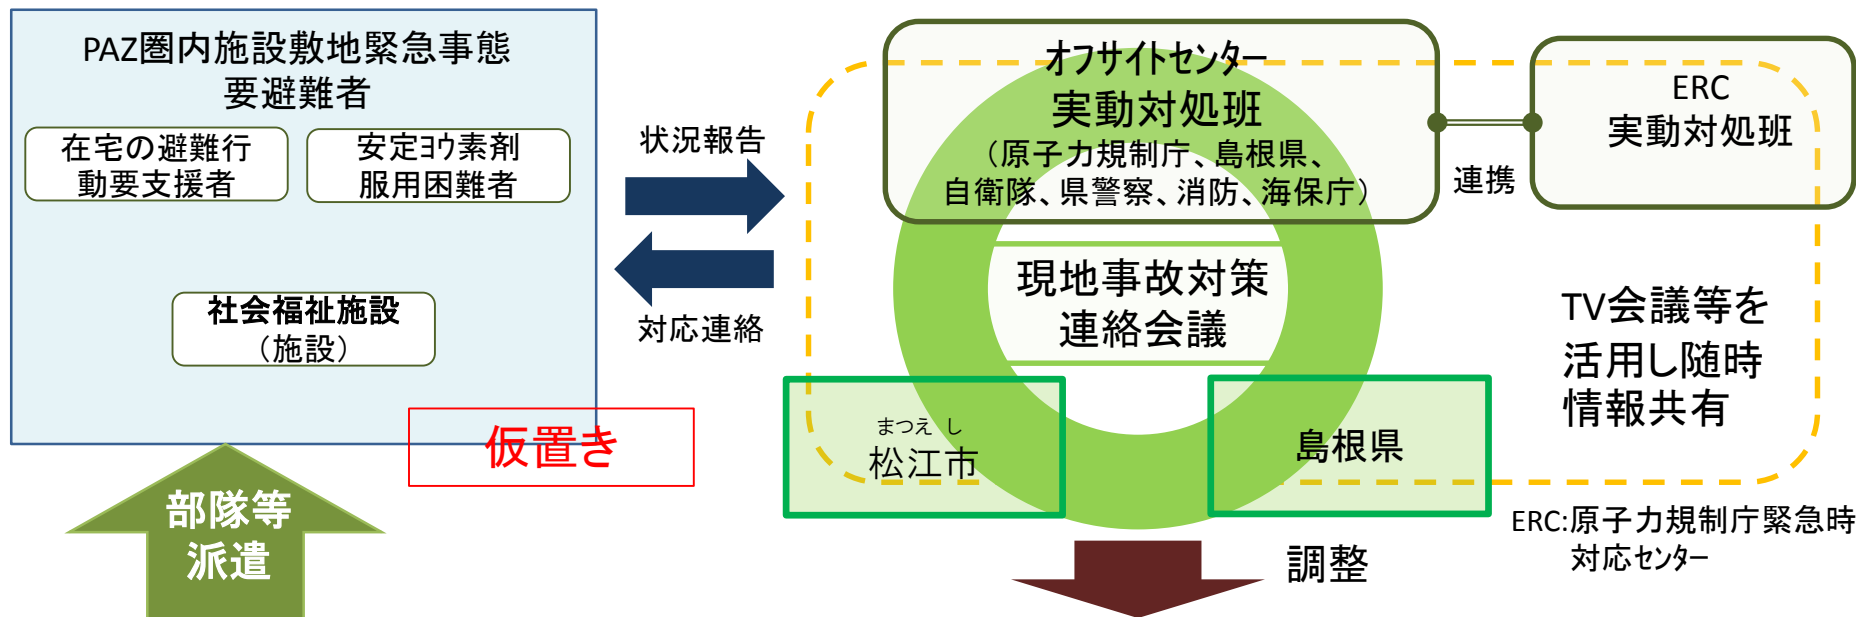 PAZ圏内施設敷地緊急事態
要避難者
在宅の避難行
動要支援者
安定ﾖｳ素剤
服用困難者
社会福祉施設
（施設）
仮置き
部隊等
派遣
状況報告
対応連絡
ｵﾌｻｲﾄｾﾝﾀｰ
実動対処班
（原子力規制庁、島根県、
自衛隊、県警察、消防、海保庁）
連携
ERC
実動対処班
現地事故対策
連絡会議
TV会議等を
活用し随時
情報共有
まつえ し
松江市
島根県
調整
ERC:原子力規制庁緊急時
対応ｾﾝﾀｰ